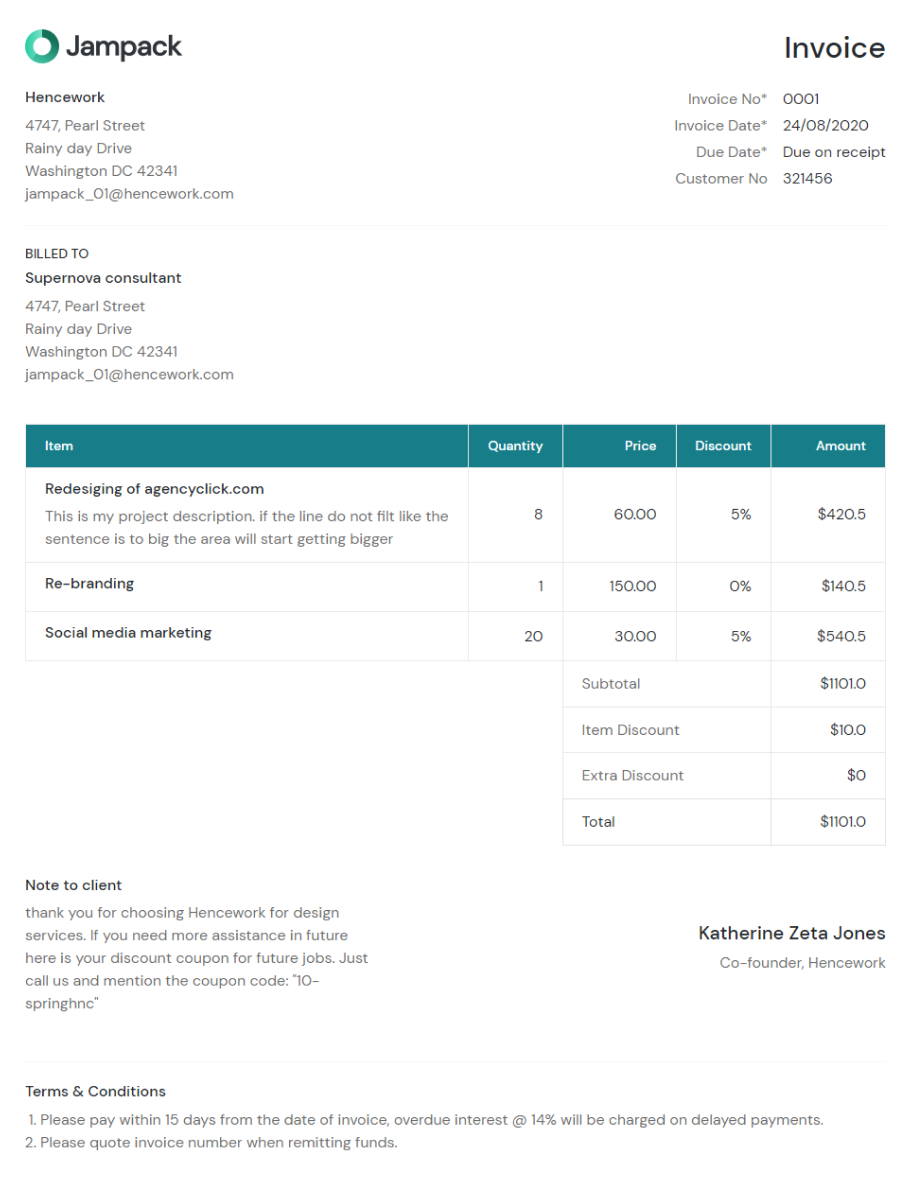 Jampack
Invoice
Hencework
4747, Pearl Street
Rainy day Drive
Washington DC 42341
jampack_01@hencework.com
Invoice No* 0001
Invoice Date* 24/08/2020
Due Date* Due on receipt
Customer No 321456
BILLED TO
Supernova consultant
4747, Pearl Street
Rainy day Drive
Washington DC 42341
jampack_01@hencework.com
Item Quantity Price Discount Amount
Redesiging of agencyclick.com
This is my project description. if the line do not filt like the
sentence is to big the area will start getting bigger
8 60.00 5% $420.5
Re-branding 1 150.00 0% $140.5
Social media marketing 20 30.00 5% $540.5
Subtotal $1101.0
Item Discount $10.0
Extra Discount $0
Total $1101.0
Note to client
thank you for choosing Hencework for design
services. If you need more assistance in future
here is your discount coupon for future jobs. Just
call us and mention the coupon code: "10-
springhnc"
Katherine Zeta Jones
Co-founder, Hencework
Terms & Conditions
1. Please pay within 15 days from the date of invoice, overdue interest @ 14% will be charged on delayed payments.
2. Please quote invoice number when remitting funds.